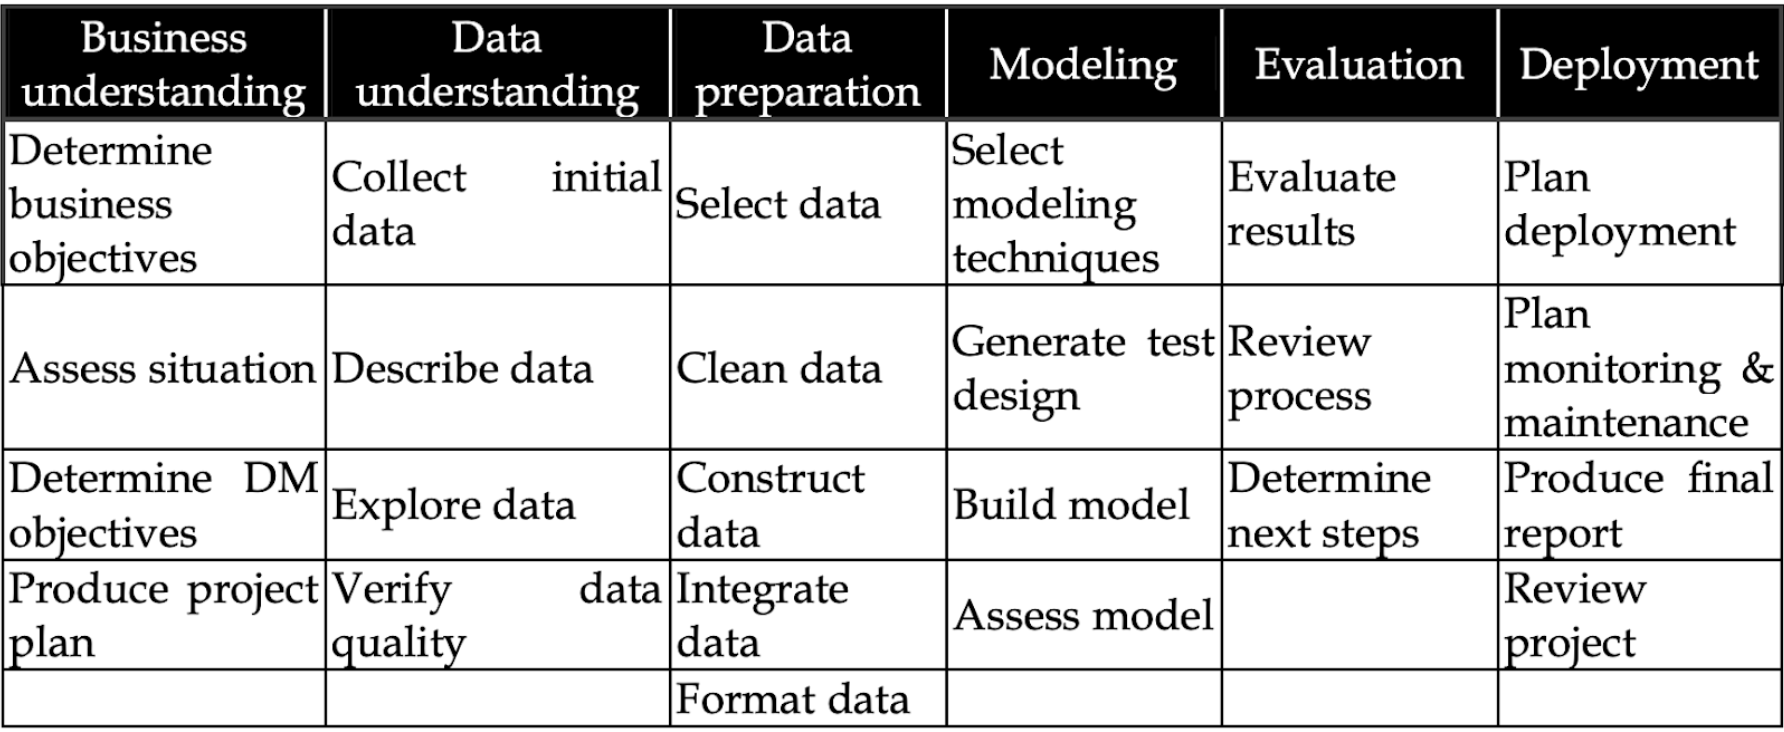 Business
understanding
Data
understanding
Data
preparation
Modeling
Evaluation
Deployment
Determine
business
objectives
Collect initial
data
Select data
Select
modeling
techniques
Evaluate
results
Plan
deployment
Assess situation
Describe data
Clean data
Generate test
design
Review
process
Plan
monitoring &
maintenance
Determine DM
objectives
Explore data
Construct
data
Build model
Determine
next steps
Produce final
report
Produce project
plan
Verify data
quality
Integrate
data
Assess model
Review
project
Format data